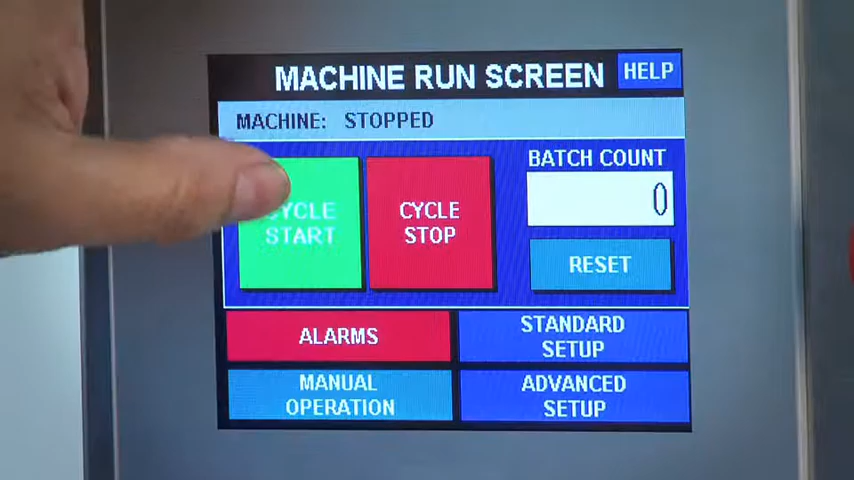 MACHINE RUN SCREEN
HELP
MACHINE: STOPPED
CYCLE
START
CYCLE
STOP
BATCH COUNT
0
RESET
ALARMS
STANDARD
SETUP
MANUAL
OPERATION
ADVANCED
SETUP